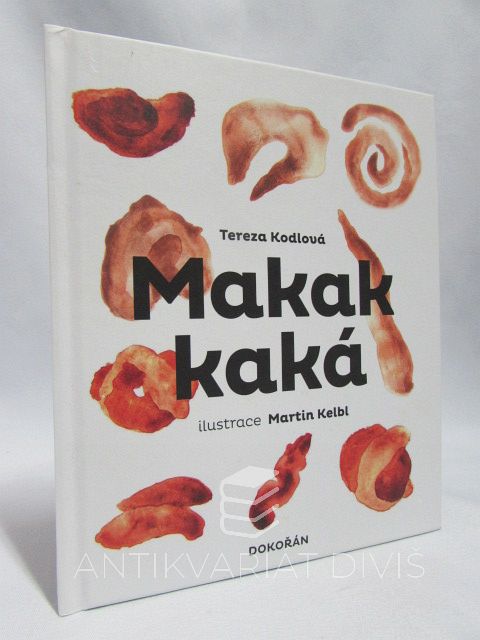 Tereza Kodlová
Makak
kaká
ilustrace Martin Kelbl
DOKOŘÁN
ANTIKVARIÁT DIVIŠ